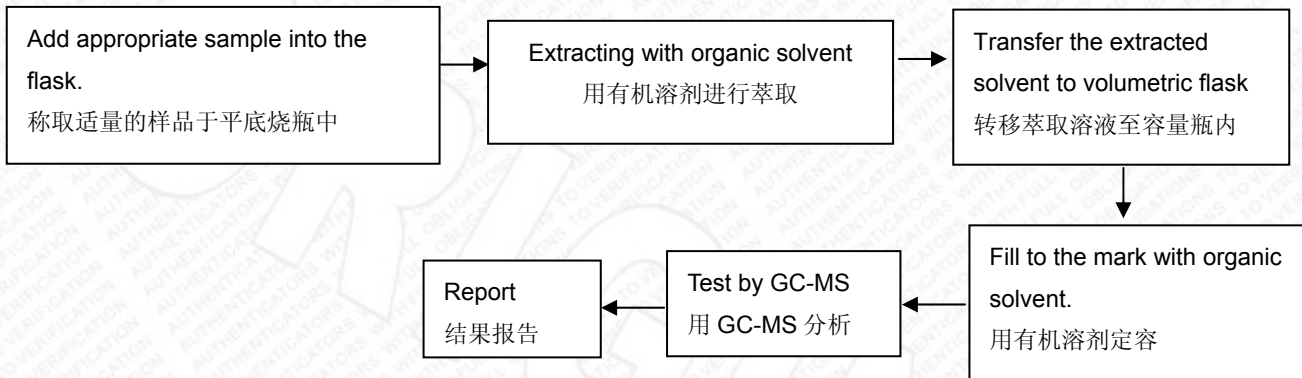 Add appropriate sample into the
flask.
称取适量的样品于平底烧瓶中
Extracting with organic solvent
用有机溶剂进行萃取
Transfer the extracted
solvent to volumetric flask
转移萃取溶液至容量瓶内
Fill to the mark with organic
solvent.
用有机溶剂定容
Test by GC-MS
用 GC-MS 分析
Report
结果报告